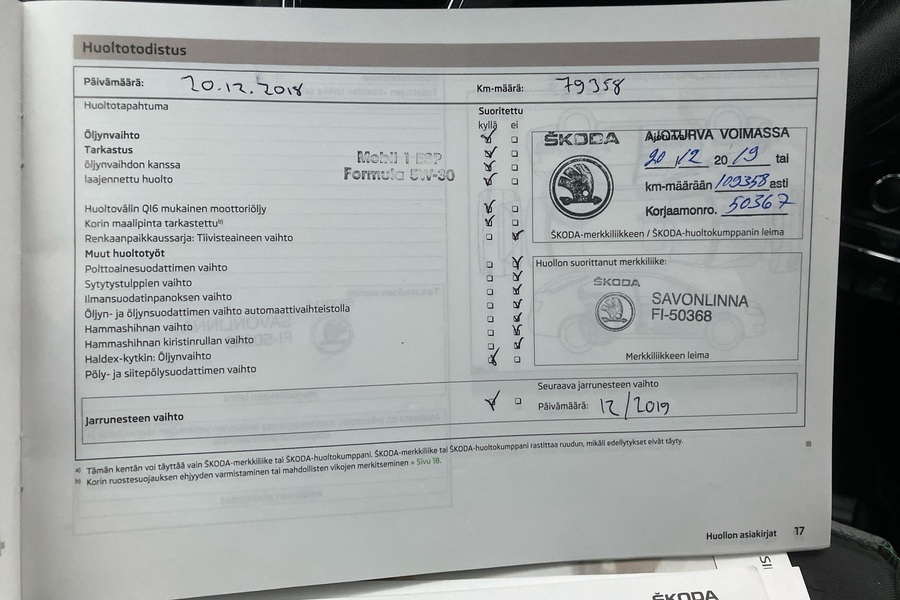 Huoltotodistus
Päivämäärä: 20.12.2018 Km-määrä: 79358
Huoltotapahtuma Suoritettu
kyllä ei
Öljynvaihto
Tarkastus
öljynvaihdon kanssa
laajennettu huolto
Mobil 1 ESP
Formula 5W-30
Huoltovälin QI6 mukainen moottoriöljy
Korin maalipinta tarkastettu b)
Renkaanpaikkaussarja: Tiivisteaineen vaihto
Muut huoltotyöt
Polttoainesuodattimen vaihto
Sytytystulppien vaihto
Ilmansuodatinpanoksen vaihto
Öljyn- ja öljynsuodattimen vaihto automaattivaihteistolla
Hammashihnan vaihto
Hammashihnan kiristinrullan vaihto
Haldex-kytkin: Öljynvaihto
Pöly- ja siitepölysuodattimen vaihto
ŠKODA
AJOTURVA VOIMASSA
20 12 2019 tai
km-määrään 109358 asti
Korjaamonro. 50367
ŠKODA-merkkiliikkeen / ŠKODA-huoltokumppanin leima
Huollon suorittanut merkkiliike:
ŠKODA
SAVONLINNA
FI-50368
Merkkiliikkeen leima
Jarrunesteen vaihto
Seuraava jarrunesteen vaihto
Päivämäärä: 12/2019
a) Tämän kentän voi täyttää vain ŠKODA-merkkiliike tai ŠKODA-huoltokumppani. ŠKODA-merkkiliike tai ŠKODA-huoltokumppani rastittaa ruudun, mikäli edellytykset eivät täyty.
b) Korin ruostesuojauksen ehjyyden varmistaminen tai mahdollisten vikojen merkitseminen » Sivu 18.
Huollon asiakirjat 17
ŠKODA